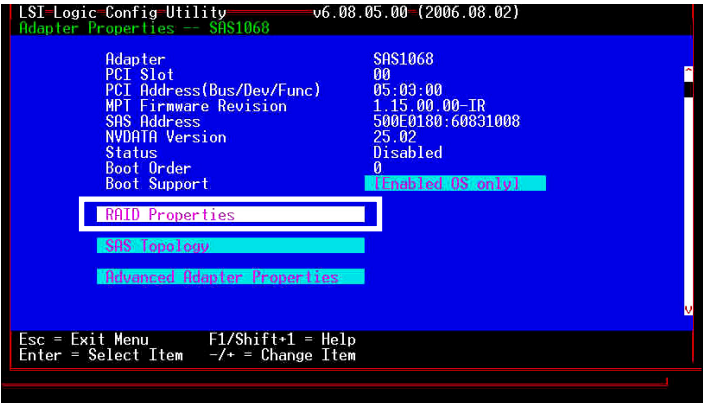 LSI Logic Config Utility v6.08.05.00 (2006.08.02)
Adapter Properties -- SAS1068
Adapter SAS1068
PCI Slot 00
PCI Address(Bus/Dev/Func) 05:03:00
MPT Firmware Revision 1.15.00.00-IR
SAS Address 500E0180:60831008
NVDATA Version 25.02
Status Disabled
Boot Order 0
Boot Support [Enabled OS only]
RAID Properties
SAS Topology
Advanced Adapter Properties
Esc = Exit Menu F1/Shift+1 = Help
Enter = Select Item -/+ = Change Item